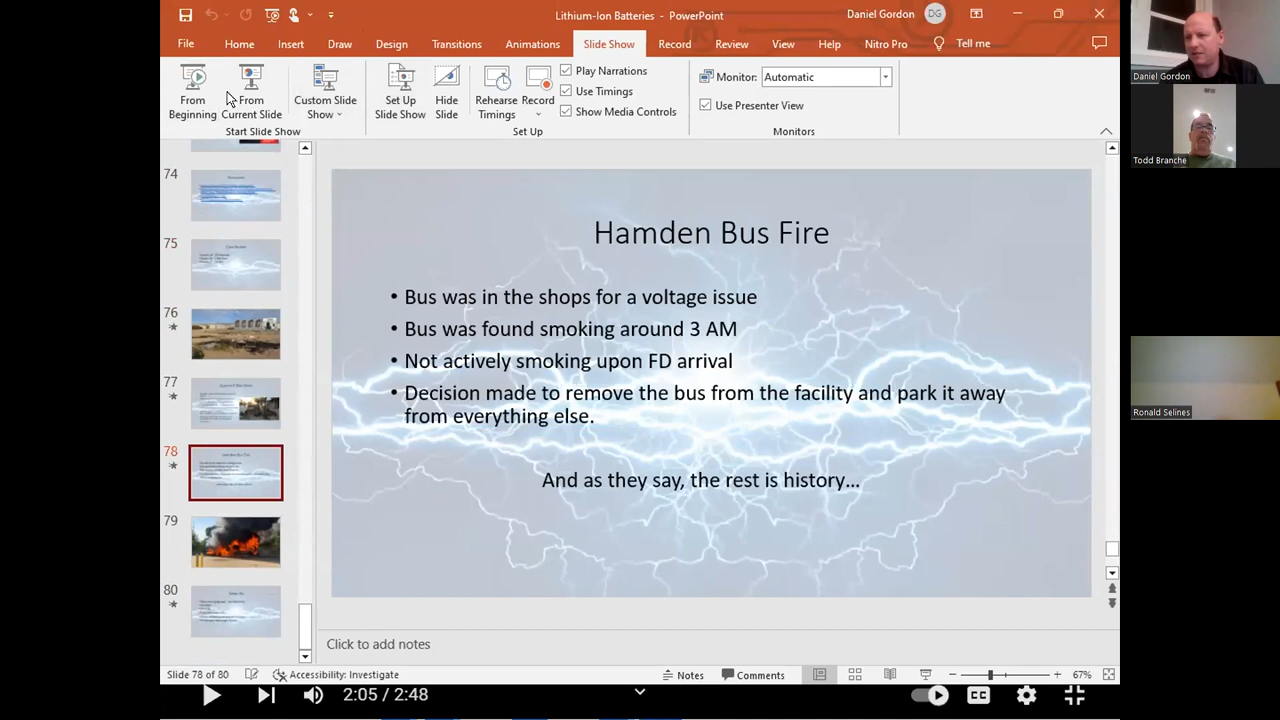 Lithium-Ion Batteries - PowerPoint
Daniel Gordon
DG
File
Home
Insert
Draw
Design
Transitions
Animations
Slide Show
Record
Review
View
Help
Nitro Pro
Tell me
From Beginning
From Current Slide
Custom Slide Show
Start Slide Show
Set Up Slide Show
Hide Slide
Rehearse Timings
Record
Play Narrations
Use Timings
Show Media Controls
Set Up
Monitor:
Automatic
Use Presenter View
Monitors
74
75
76
77
78
79
80
Hamden Bus Fire
• Bus was in the shops for a voltage issue
• Bus was found smoking around 3 AM
• Not actively smoking upon FD arrival
• Decision made to remove the bus from the facility and park it away
from everything else.
And as they say, the rest is history…
Click to add notes
Slide 78 of 80
Accessibility: Investigate
Notes
Comments
67%
2:05 / 2:48
CC
Daniel Gordon
Todd Branche
Ronald Selines